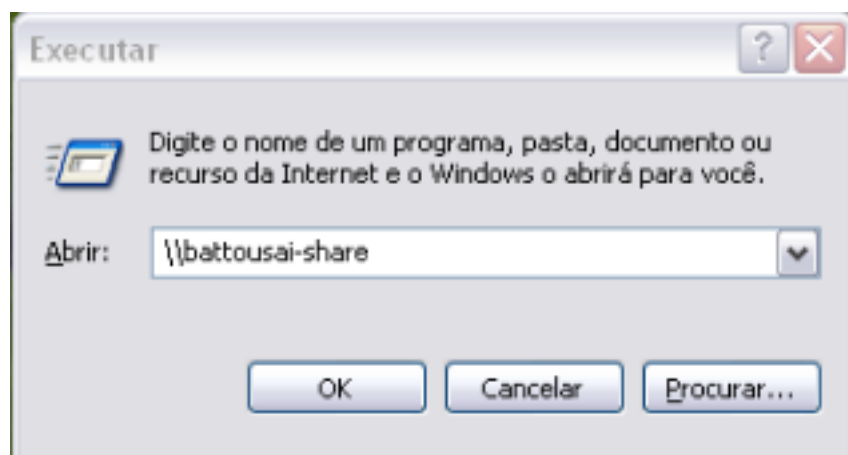 Executar
Digite o nome de um programa, pasta, documento ou
recurso da Internet e o Windows o abrirá para você.
Abrir: \\battousai-share
OK Cancelar Procurar...